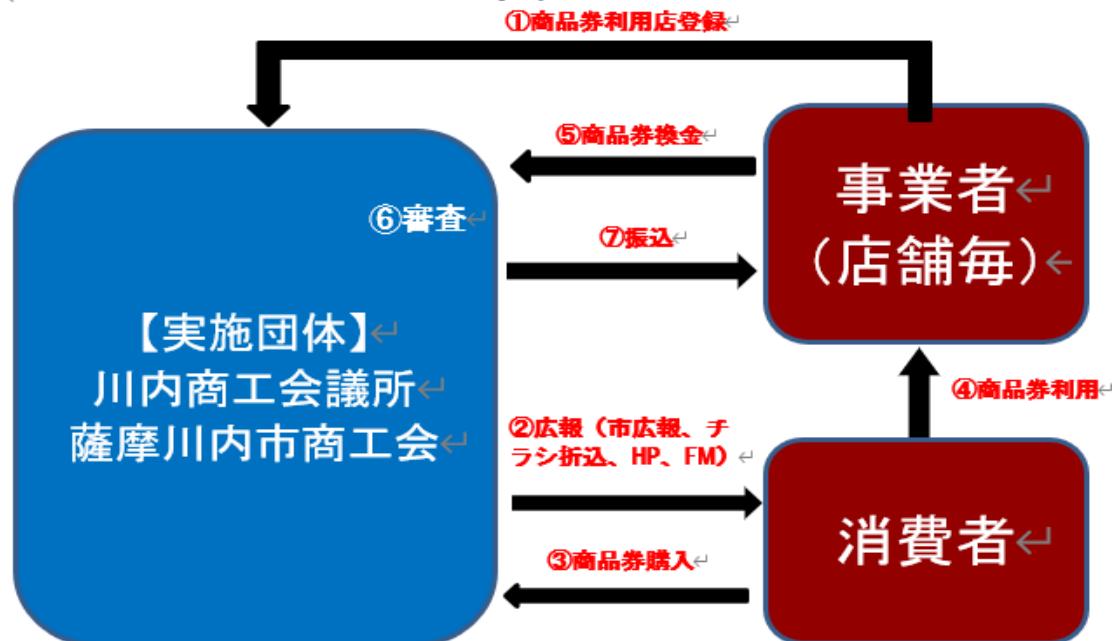 ①商品券利用店登録
⑤商品券換金
⑥審査
⑦振込
事業者
（店舗毎）
【実施団体】
川内商工会議所
薩摩川内市商工会
④商品券利用
②広報（市広報、チ
ラシ折込、HP、FM）
③商品券購入
消費者